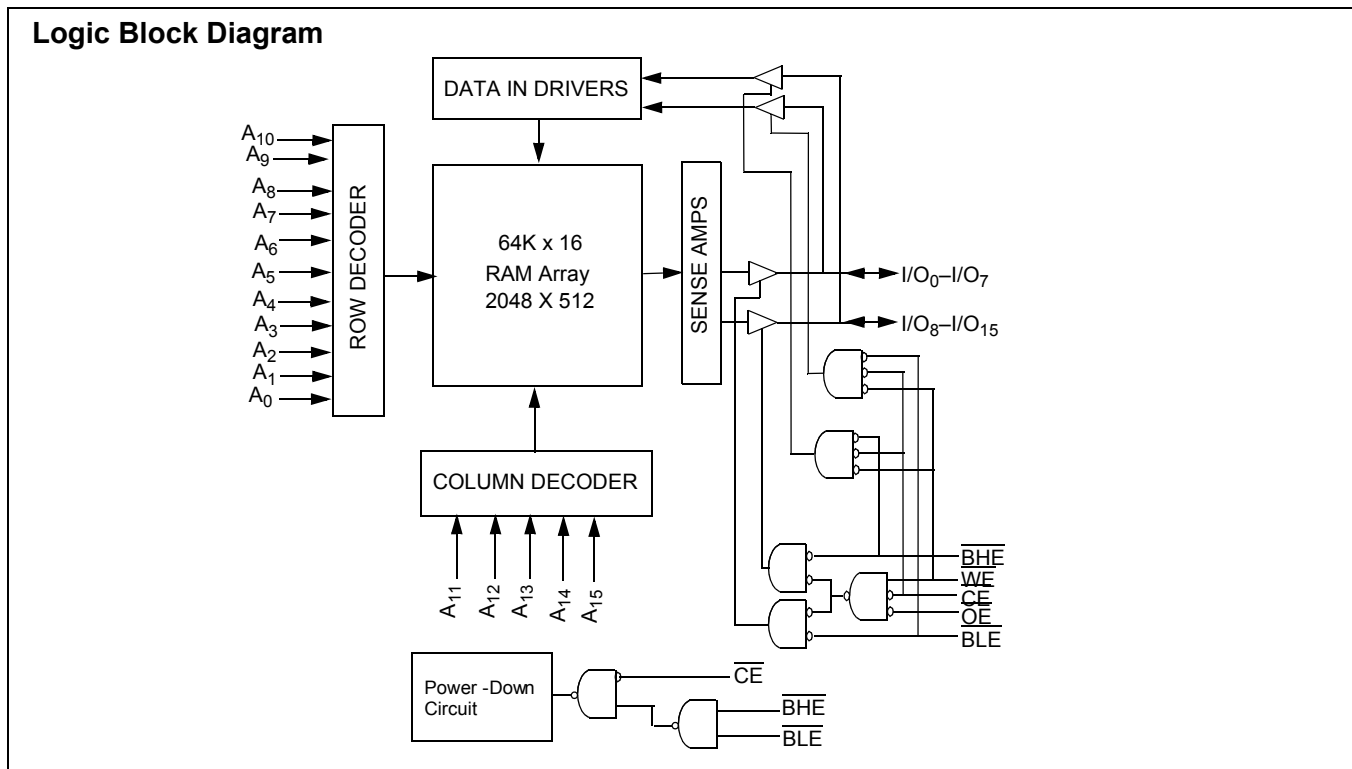 Logic Block Diagram
DATA IN DRIVERS
A10
A9
A8
A7
A6
A5
A4
A3
A2
A1
A0
ROW DECODER
64K x 16
RAM Array
2048 X 512
SENSE AMPS
I/O0–I/O7
I/O8–I/O15
COLUMN DECODER
A11
A12
A13
A14
A15
BHE
WE
CE
OE
BLE
Power -Down
Circuit
CE
BHE
BLE